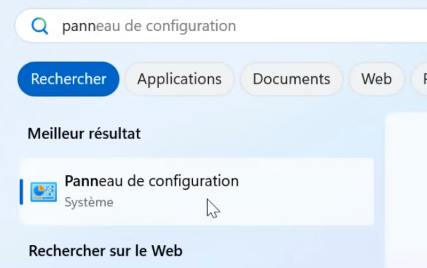 panneau de configuration
Rechercher Applications Documents Web
Meilleur résultat
Panneau de configuration
Système
Rechercher sur le Web